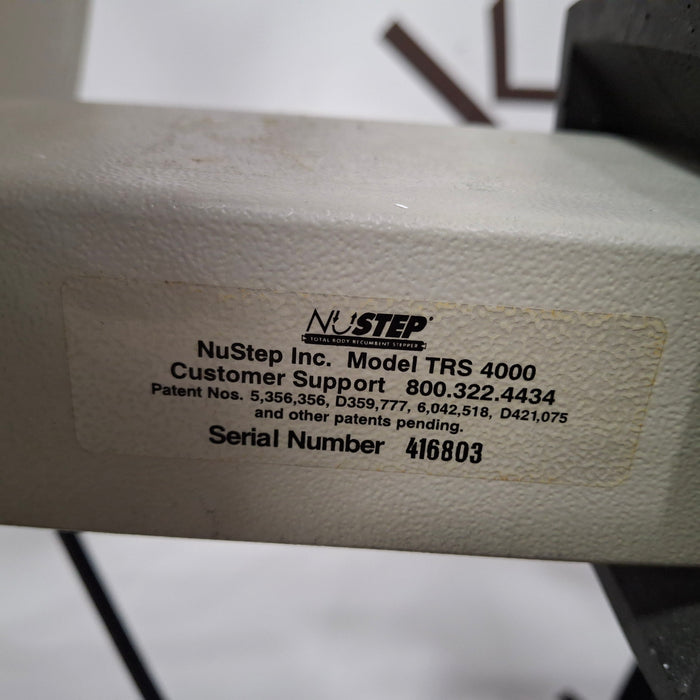 NUSTEP
TOTAL BODY RECUMBENT STEPPER
NuStep Inc. Model TRS 4000
Customer Support 800.322.4434
Patent Nos. 5,356,356, D359,777, 6,042,518, D421,075
and other patents pending.
Serial Number 416803